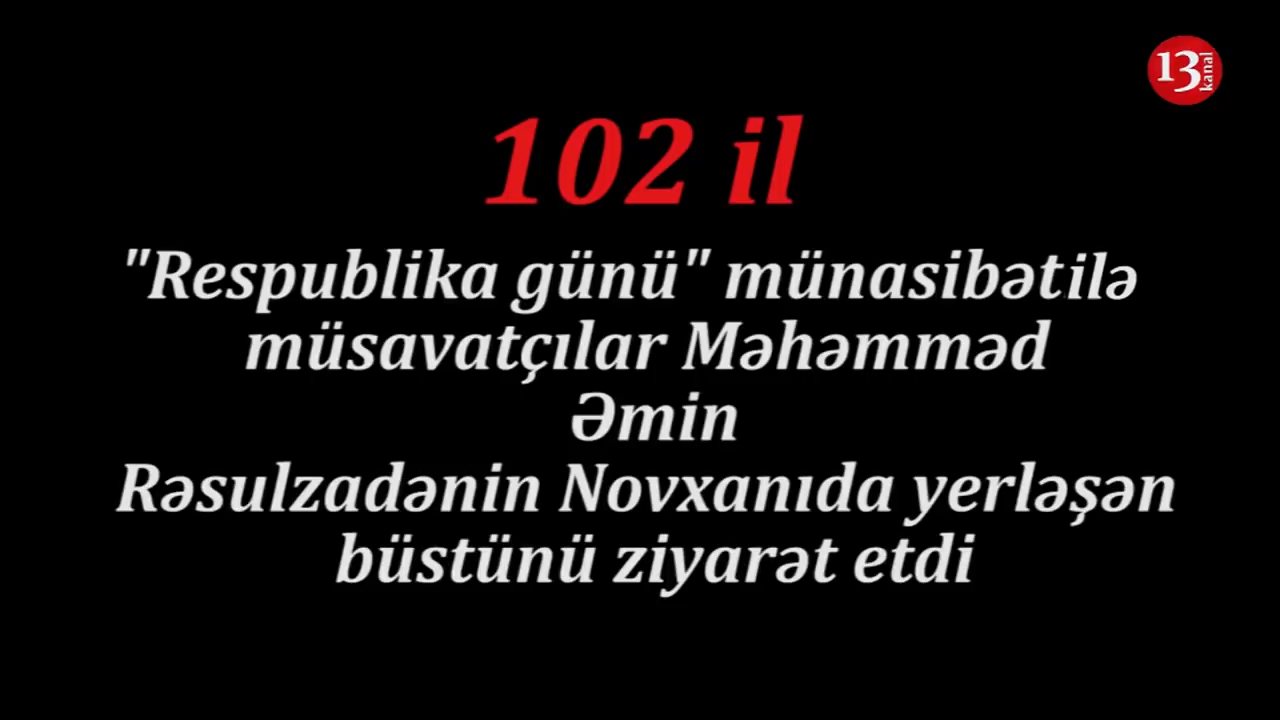 13 kanal
102 il
"Respublika günü" münasibətilə
müsavatçılar Məhəmməd
Əmin
Rəsulzadənin Novxanıda yerləşən
büstünü ziyarət etdi